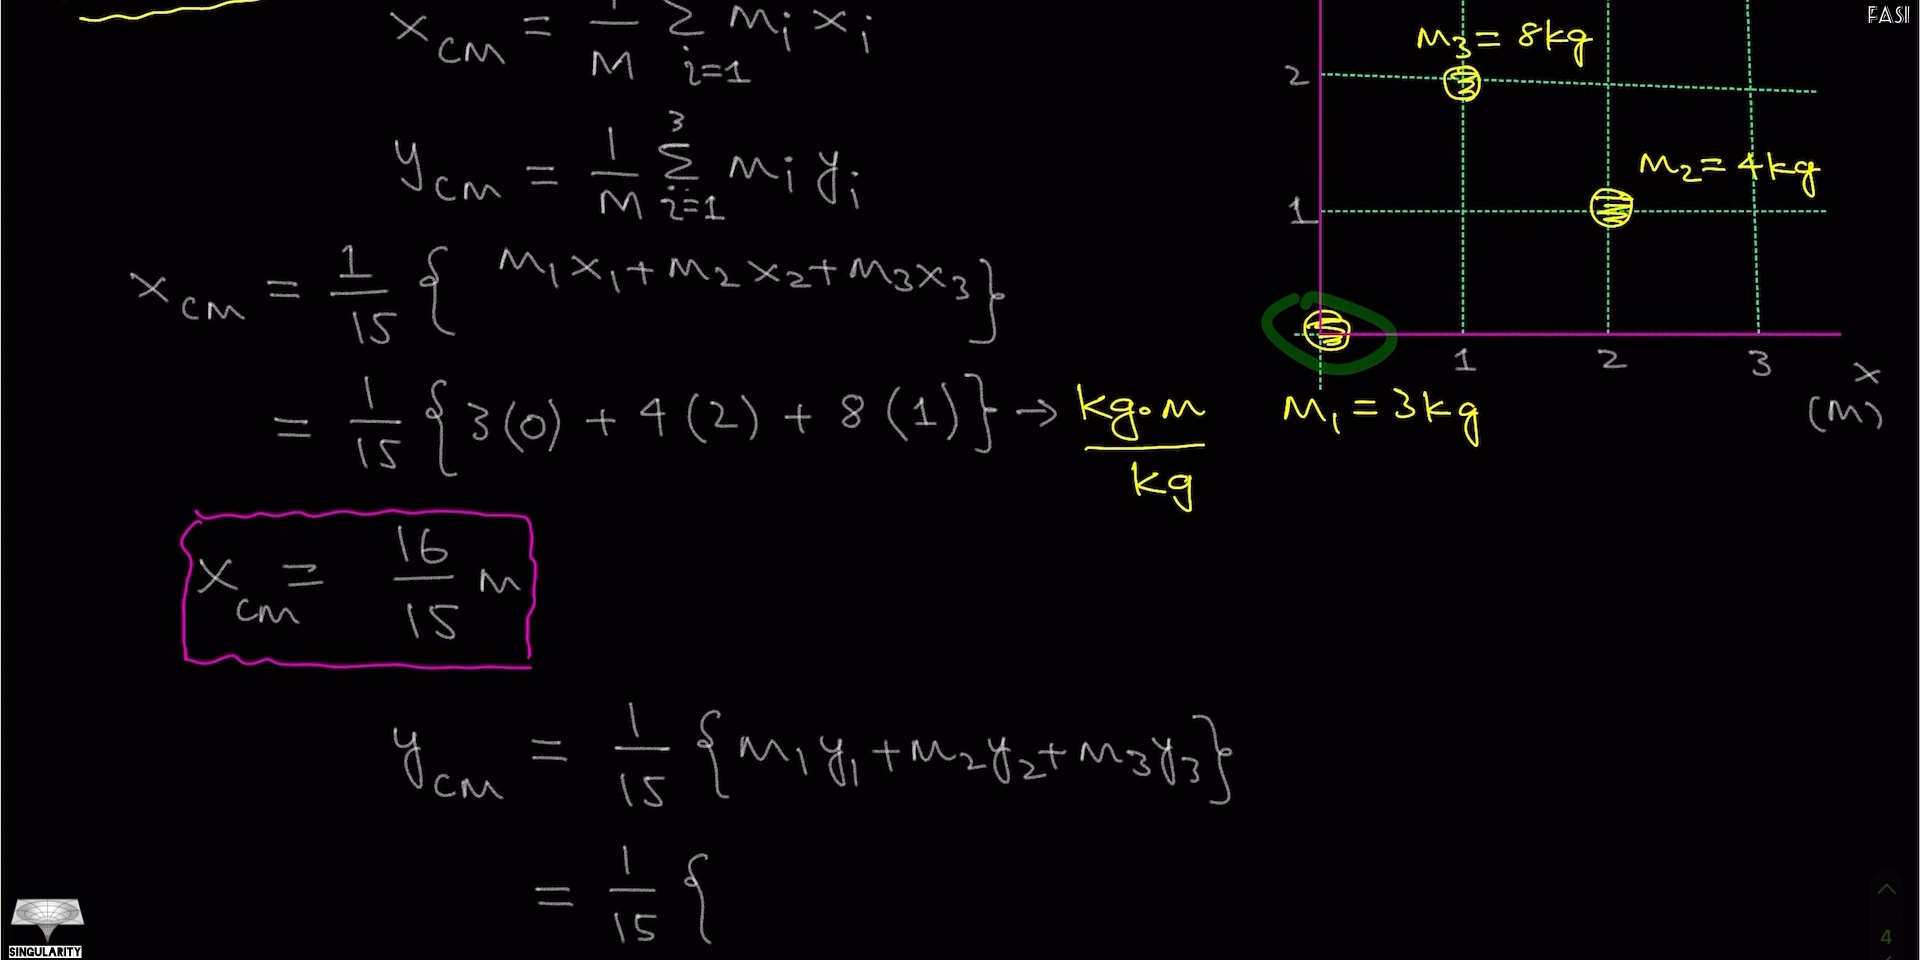 x_cm = 1/M Σ i=1 m_i x_i
FASI
m3 = 8kg
2
y_cm = 1/M Σ 3 i=1 m_i y_i
m2 = 4kg
1
x_cm = 1/15 { m1x1 + m2x2 + m3x3 }
1 2 3 x
(m)
= 1/15 { 3(0) + 4(2) + 8(1) } → kg·m/kg
m1 = 3kg
x_cm = 16/15 m
y_cm = 1/15 { m1y1 + m2y2 + m3y3 }
= 1/15 {
SINGULARITY
4